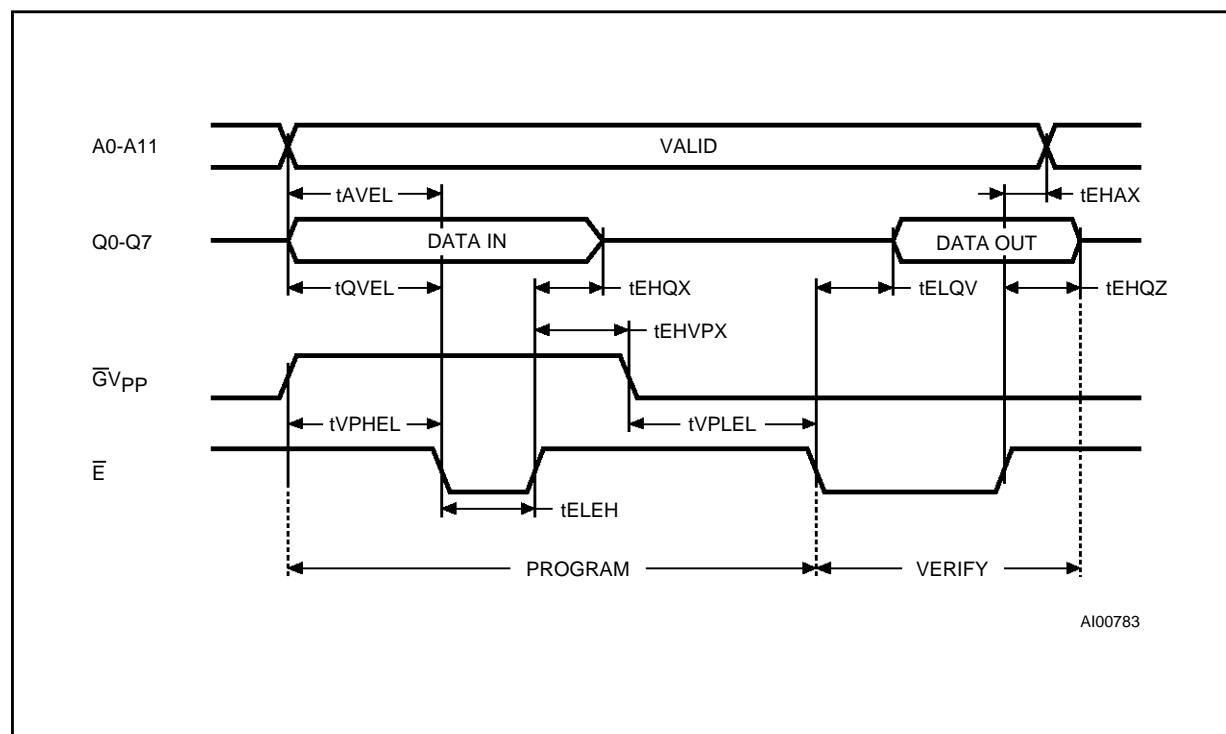 A0-A11
VALID
tAVEL
tEHAX
Q0-Q7
DATA IN
DATA OUT
tQVEL
tEHQX
tELQV
tEHQZ
tEHVPX
G̅VPP
tVPHEL
tVPLEL
E̅
tELEH
PROGRAM
VERIFY
AI00783